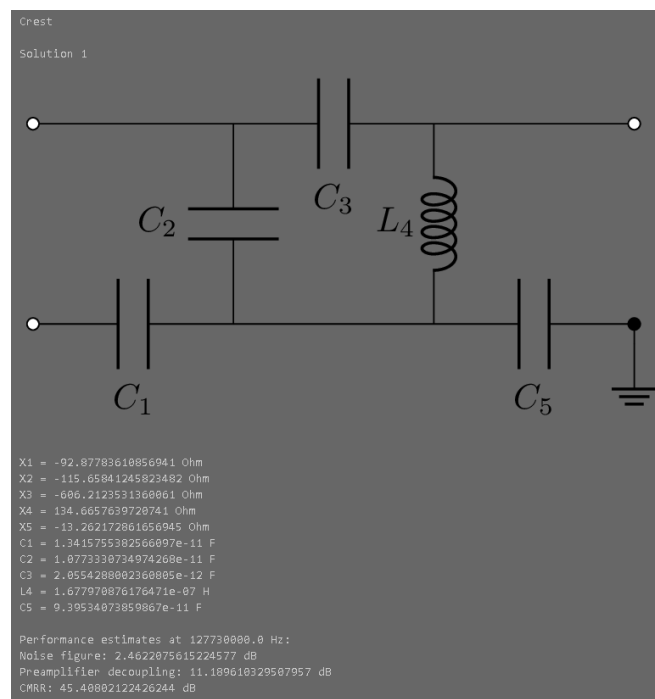 Crest
Solution 1
C3
C2
L4
C1
C5
X1 = -92.87783610856941 Ohm
X2 = -115.65841245823482 Ohm
X3 = -606.2123531360061 Ohm
X4 = 134.6657639720741 Ohm
X5 = -13.262172861656945 Ohm
C1 = 1.3415755382566097e-11 F
C2 = 1.0773330734974268e-11 F
C3 = 2.0554288002360805e-12 F
L4 = 1.677970876176471e-07 H
C5 = 9.39534073859867e-11 F
Performance estimates at 127730000.0 Hz:
Noise figure: 2.4622075615224577 dB
Preamplifier decoupling: 11.189610329507957 dB
CMRR: 45.40802122426244 dB